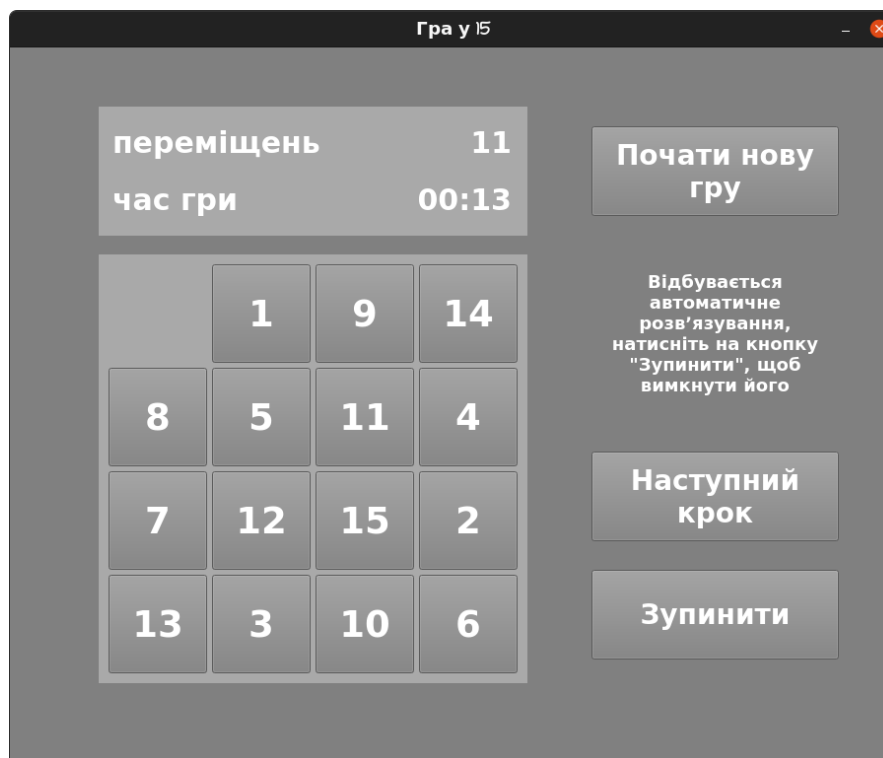 Гра у 15
переміщень 11
час гри 00:13
Почати нову
гру
Відбувається
автоматичне
розв’язування,
натисніть на кнопку
"Зупинити", щоб
вимкнути його
1 9 14
8 5 11 4
7 12 15 2
13 3 10 6
Наступний
крок
Зупинити